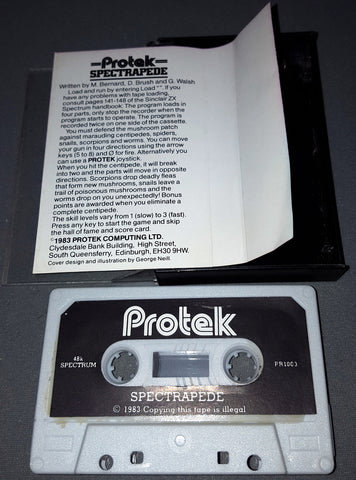 Protek
SPECTRAPEDE
Written by M. Bernard, D. Brush and G. Walsh
Load and run by entering Load "". If you
have any problems with tape loading,
consult pages 141-148 of the Sinclair ZX
Spectrum handbook: The program loads in
four parts, only stop the recorder when the
program starts to operate. The program is
recorded twice on one side of the cassette.
You must defend the mushroom patch
against marauding centipedes, spiders,
snails, scorpions and worms. You can move
your gun in four directions using the arrow
keys (5 to 8) and O for fire. Alternatively you
can use a PROTEK joystick.
When you hit the centipede, it will break
into two and the parts will move in opposite
directions. Scorpions drop deadly fleas
that form new mushrooms, snails leave a
trail of poisonous mushrooms and the
worms drop on you unexpectedly! Bonus
points are awarded when you eliminate a
complete centipede.
The skill levels vary from 1 (slow) to 3 (fast).
Press any key to start the game and skip
the hall of fame and score card.
©1983 PROTEK COMPUTING LTD.
Clydesdale Bank Building, High Street,
South Queensferry, Edinburgh, EH30 9HW.
Cover design and illustration by George Neill.
Protek
48k
SPECTRUM
PR1003
SPECTRAPEDE
© 1983 Copying this tape is illegal